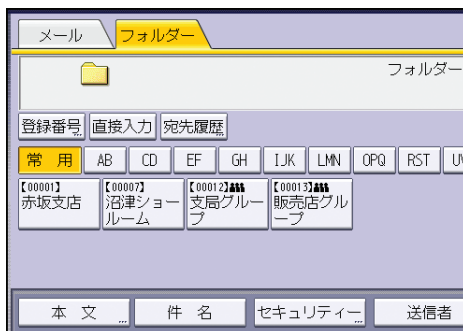 メール フォルダー
フォルダー
登録番号 直接入力 宛先履歴
常用 AB CD EF GH IJK LMN OPQ RST UV
【00001】 【00007】 【00012】 【00013】
赤坂支店 沼津ショー 支局グルー 販売店グル
ルーム プ ープ
本文 件名 セキュリティー 送信者